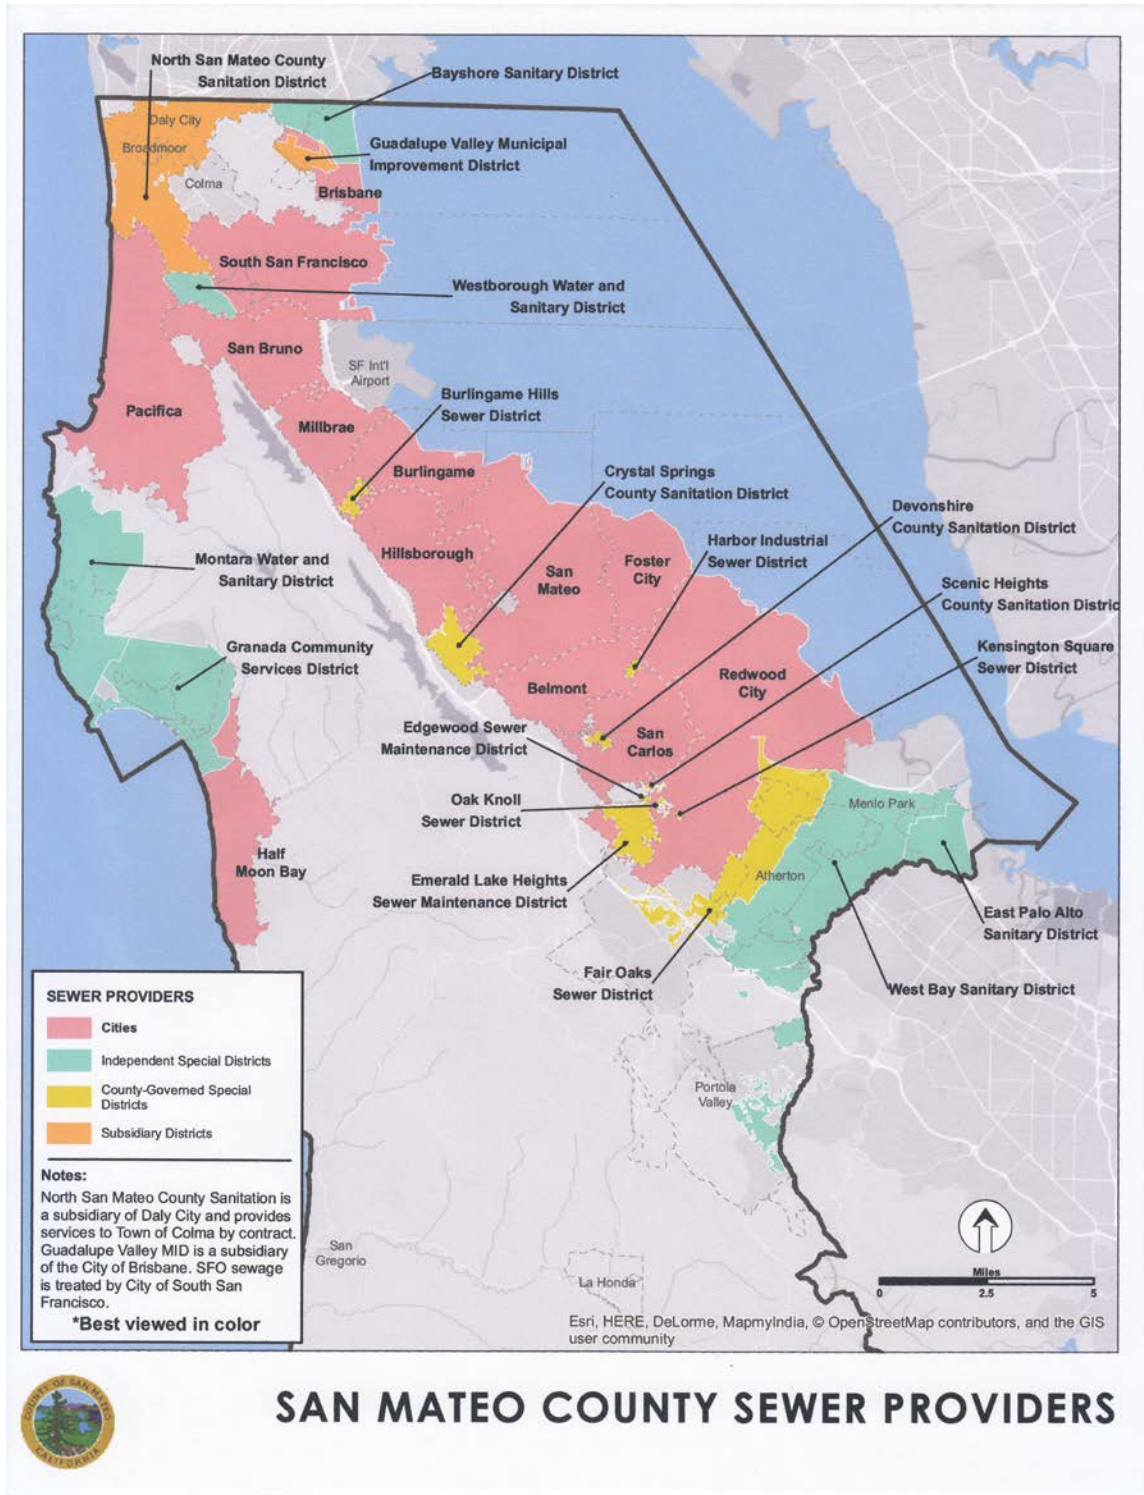 North San Mateo County
Sanitation District
Bayshore Sanitary District
Daly City
Broadmoor
Guadalupe Valley Municipal
Improvement District
Colma
Brisbane
South San Francisco
Westborough Water and
Sanitary District
San Bruno
SF Int'l
Airport
Burlingame Hills
Sewer District
Pacifica
Millbrae
Burlingame
Crystal Springs
County Sanitation District
Devonshire
County Sanitation District
Harbor Industrial
Sewer District
Hillsborough
San
Mateo
Foster
City
Montara Water and
Sanitary District
Scenic Heights
County Sanitation Distric
Granada Community
Services District
Kensington Square
Sewer District
Belmont
Redwood
City
Edgewood Sewer
Maintenance District
San
Carlos
Oak Knoll
Sewer District
Menlo Park
Half
Moon Bay
Atherton
Emerald Lake Heights
Sewer Maintenance District
East Palo Alto
Sanitary District
Fair Oaks
Sewer District
West Bay Sanitary District
Portola
Valley
San
Gregorio
La Honda
SEWER PROVIDERS
Cities
Independent Special Districts
County-Governed Special
Districts
Subsidiary Districts
Notes:
North San Mateo County Sanitation is
a subsidiary of Daly City and provides
services to Town of Colma by contract.
Guadalupe Valley MID is a subsidiary
of the City of Brisbane. SFO sewage
is treated by City of South San
Francisco.
*Best viewed in color
Miles
0 2.5 5
Esri, HERE, DeLorme, MapmyIndia, © OpenStreetMap contributors, and the GIS
user community
COUNTY OF SAN MATEO
CALIFORNIA
SAN MATEO COUNTY SEWER PROVIDERS